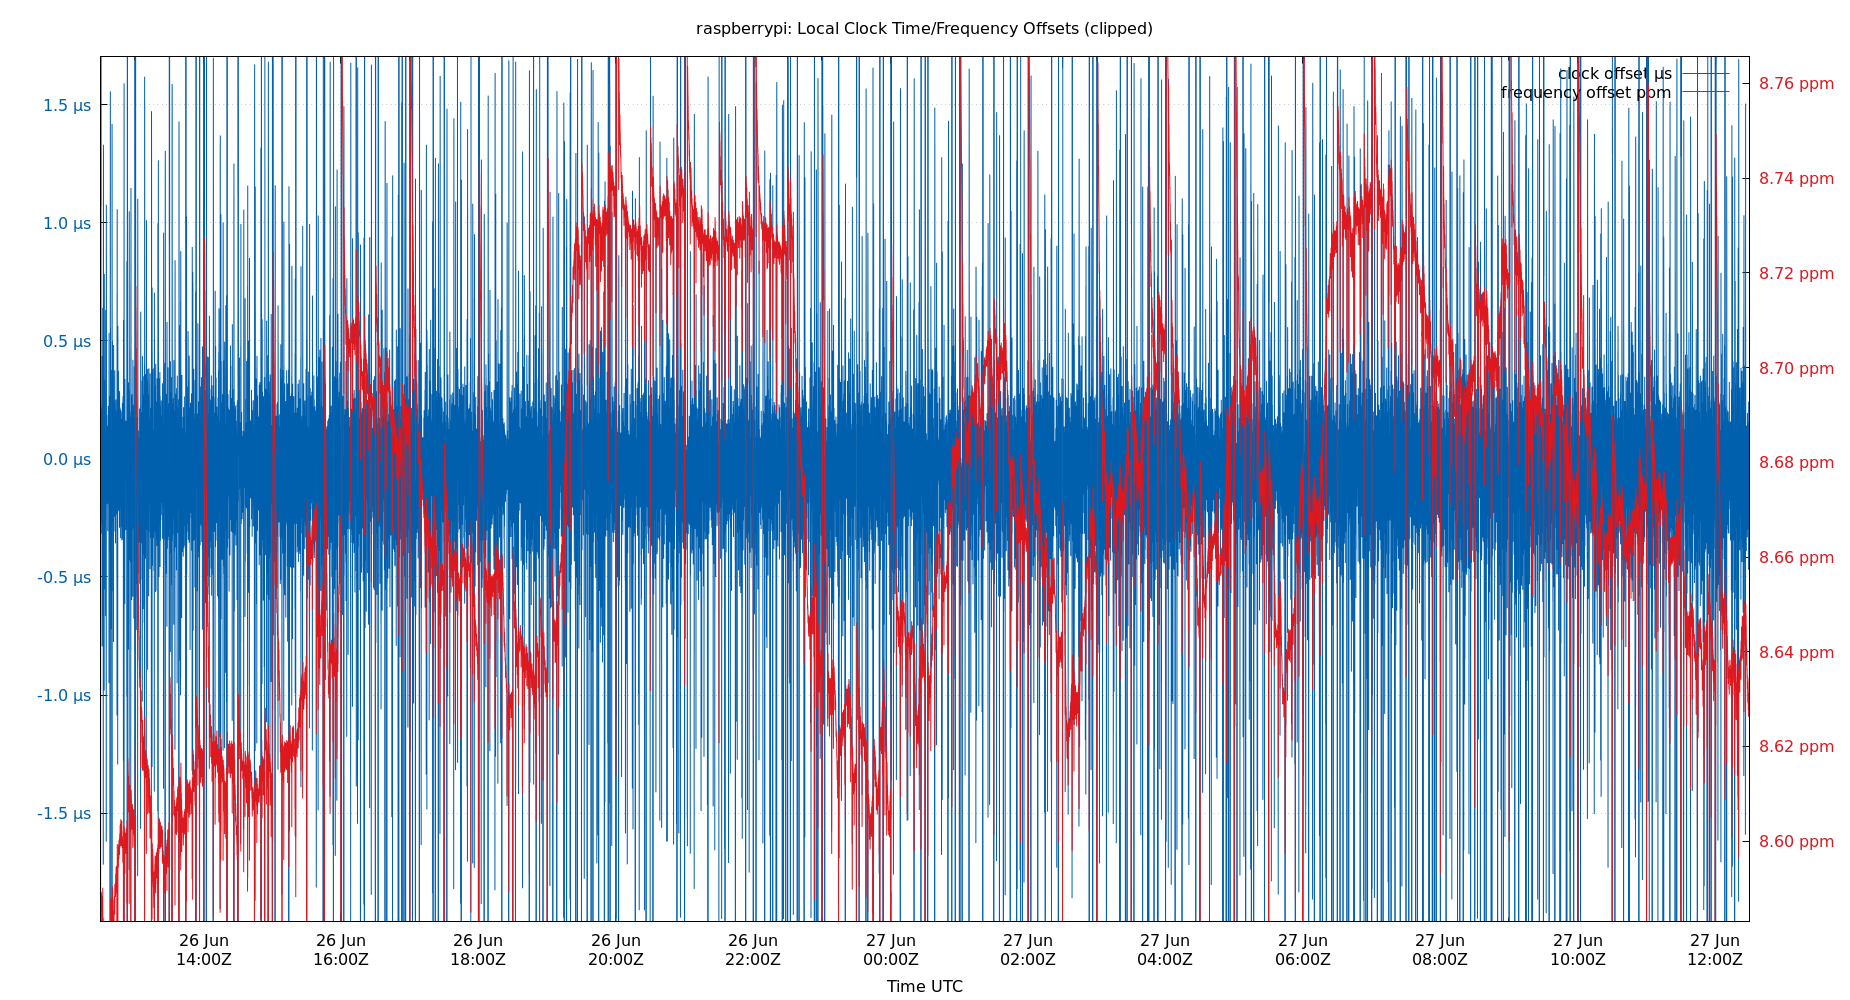 raspberrypi: Local Clock Time/Frequency Offsets (clipped)
clock offset µs
frequency offset ppm
1.5 µs
1.0 µs
0.5 µs
0.0 µs
-0.5 µs
-1.0 µs
-1.5 µs
8.76 ppm
8.74 ppm
8.72 ppm
8.70 ppm
8.68 ppm
8.66 ppm
8.64 ppm
8.62 ppm
8.60 ppm
26 Jun 26 Jun 26 Jun 26 Jun 26 Jun 27 Jun 27 Jun 27 Jun 27 Jun 27 Jun 27 Jun 27 Jun
14:00Z 16:00Z 18:00Z 20:00Z 22:00Z 00:00Z 02:00Z 04:00Z 06:00Z 08:00Z 10:00Z 12:00Z
Time UTC